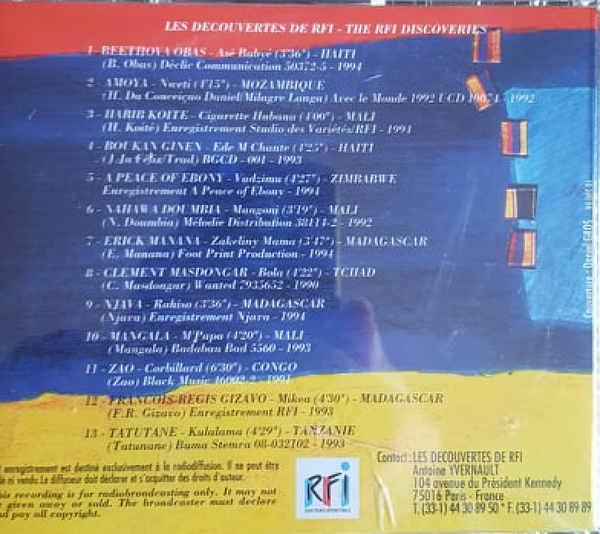 LES DECOUVERTES DE RFI - THE RFI DISCOVERIES
1 - BEETHOVA OBAS - Asé Babyé (3'36") - HAITI
(B. Obas) Déclic Communication 50372-5 - 1994
2 - AMOYA - Nweti (4'15") - MOZAMBIQUE
(H. Da Conceiçao Daniel/Milagre Langa) Avec le Monde 1992 UCD - 1992
3 - HABIB KOITE - Cigarette Habana (4'00") - MALI
(H. Koité) Enregistrement Studio des Variétés/RFI - 1994
4 - BOUKAN GINEN - Ede M Chante (4'25") - HAITI
/Trad) BGCD - 001 - 1993
5 - A PEACE OF EBONY - Vadzimu (4'27") - ZIMBABWE
Enregistrement A Peace of Ebony - 1994
6 - NAHAWA DOUMBIA - Mangoni (3'19") - MALI
(N. Doumbia) Mélodie Distribution 38114-2 - 1992
7 - ERICK MANANA - Zakeliny Mama (3'47") - MADAGASCAR
(E. Manana) Foot Print Production - 1994
8 - CLEMENT MASDONGAR - Bola (4'22") - TCHAD
(C. Masdongar) Wanted 7935652 - 1990
9 - NJAVA - Rahiso (3'36") - MADAGASCAR
(Njava) Enregistrement Njava - 1994
10 - MANGALA - M'Papa (4'20") - MALI
(Mangala) Badaban Bad 5560 - 1993
11 - ZAO - Corbillard (6'30") - CONGO
(Zao) Black Music 46002-2 - 1994
12 - FRANCOIS-REGIS GIZAVO - Mikea (4'30") - MADAGASCAR
(F.R. Gizavo) Enregistrement RFI - 1993
13 - TATUTANE - Kulalama (4'29") - TANZANIE
(Tatunane) Buma Stemra 08-032102 - 1993
enregistrement est destiné exclusivement à la radiodiffusion. Il ne peut être
ni vendu. Le diffuseur doit déclarer et s'acquitter des droits d'auteur.
This recording is for radiobroadcasting only. It may not
be given away or sold. The broadcaster must declare
and pay all copyright.
RFi
Contact : LES DECOUVERTES DE RFI
Antoine YVERNAULT
104 avenue du Président Kennedy
75016 Paris - France
T. (33-1) 44 30 89 50 * F. (33-1) 44 30 89 89
Couverture : Daniel GROS